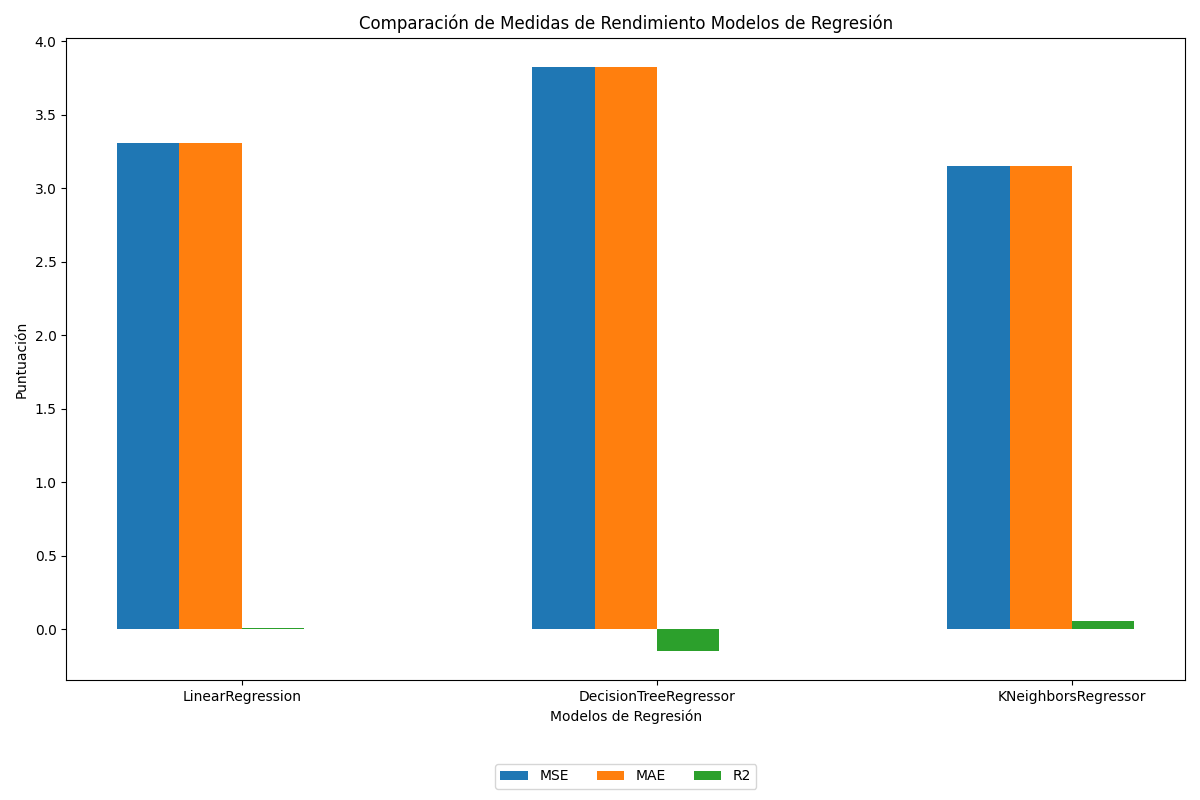 Comparación de Medidas de Rendimiento Modelos de Regresión
4.0
3.5
3.0
2.5
2.0
1.5
1.0
0.5
0.0
Puntuación
LinearRegression DecisionTreeRegressor KNeighborsRegressor
Modelos de Regresión
MSE MAE R2